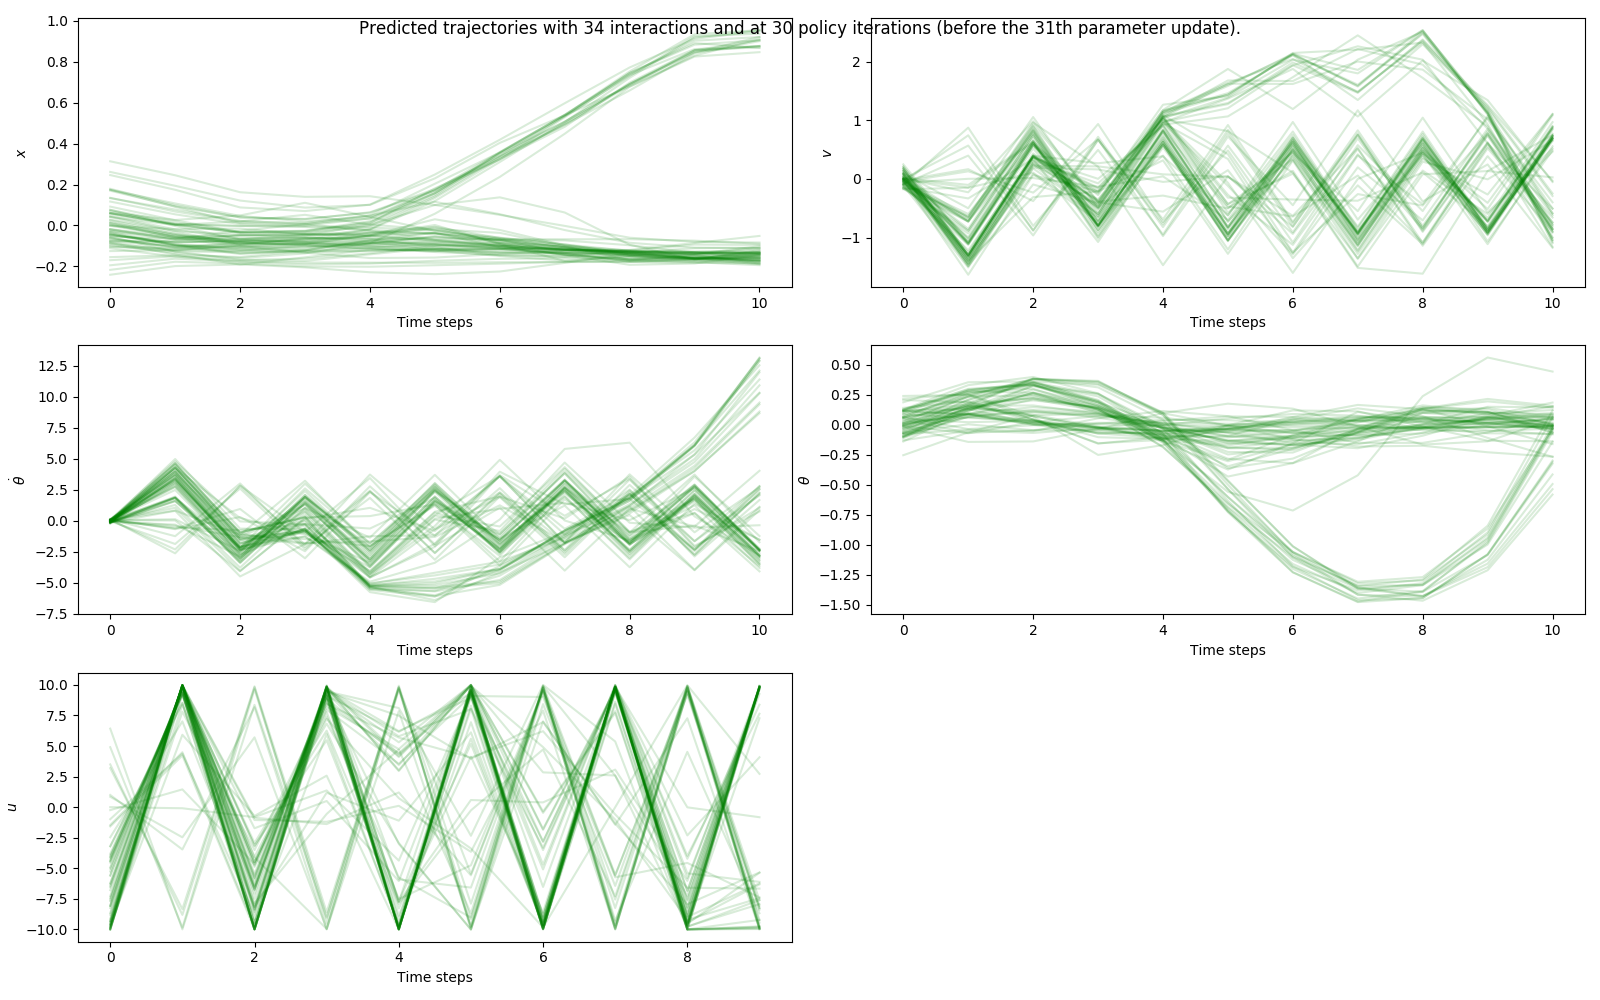 Predicted trajectories with 34 interactions and at 30 policy iterations (before the 31th parameter update).
1.0
0.8
0.6
0.4
0.2
0.0
−0.2
x
0 2 4 6 8 10
Time steps
2
1
0
−1
v
0 2 4 6 8 10
Time steps
12.5
10.0
7.5
5.0
2.5
0.0
−2.5
−5.0
−7.5
θ̇
0 2 4 6 8 10
Time steps
0.50
0.25
0.00
−0.25
−0.50
−0.75
−1.00
−1.25
−1.50
θ
0 2 4 6 8 10
Time steps
10.0
7.5
5.0
2.5
0.0
−2.5
−5.0
−7.5
−10.0
u
0 2 4 6 8
Time steps